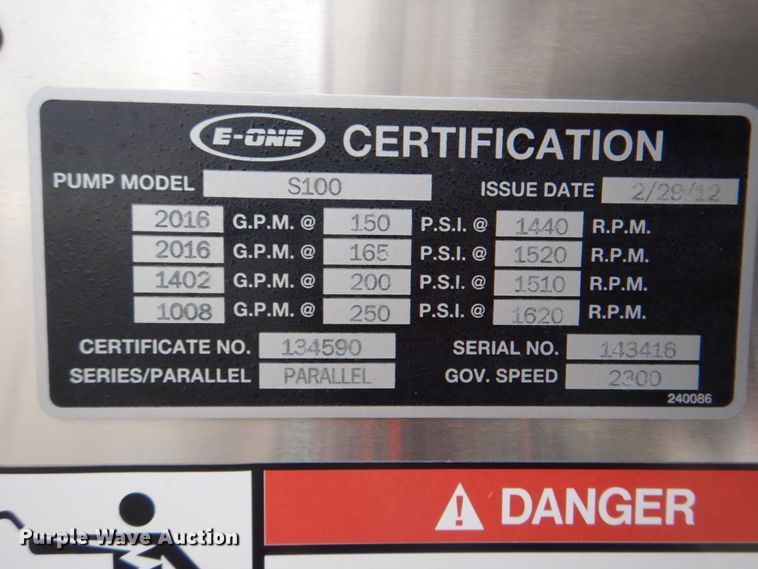 E-ONE CERTIFICATION
PUMP MODEL S100 ISSUE DATE 2/29/12
2016 G.P.M. @ 150 P.S.I. @ 1440 R.P.M.
2016 G.P.M. @ 165 P.S.I. @ 1520 R.P.M.
1402 G.P.M. @ 200 P.S.I. @ 1510 R.P.M.
1008 G.P.M. @ 250 P.S.I. @ 1620 R.P.M.
CERTIFICATE NO. 134590 SERIAL NO. 143416
SERIES/PARALLEL PARALLEL GOV. SPEED 2300
240086
DANGER
Purple Wave Auction